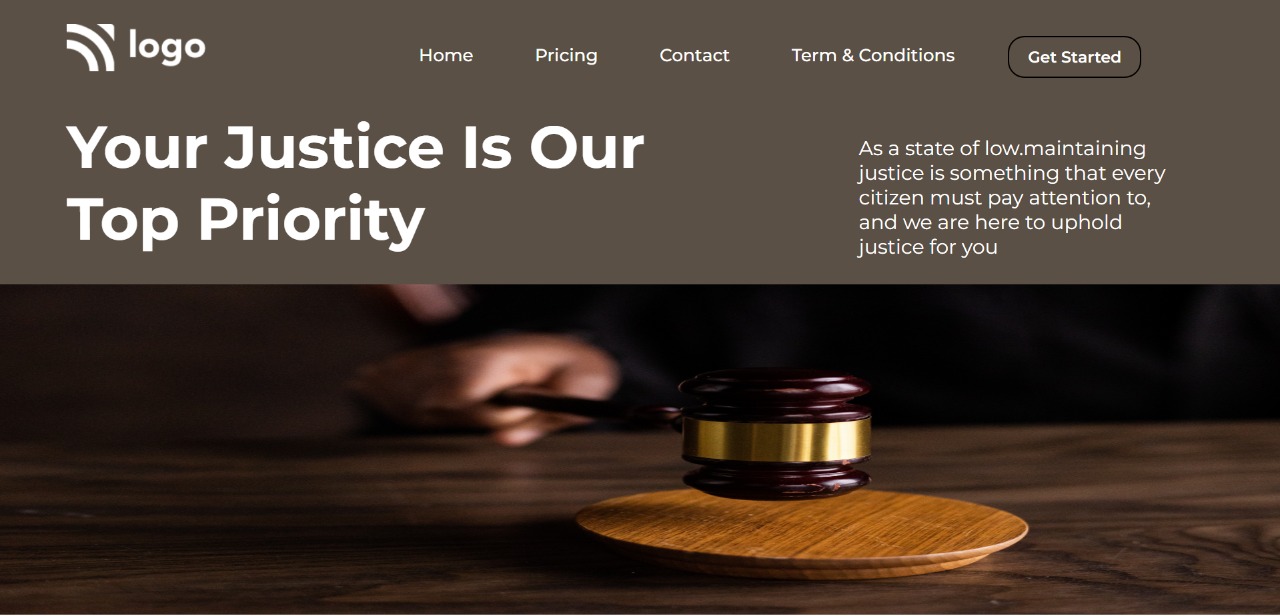 logo
Home
Pricing
Contact
Term & Conditions
Get Started
Your Justice Is Our
Top Priority
As a state of low.maintaining
justice is something that every
citizen must pay attention to,
and we are here to uphold
justice for you